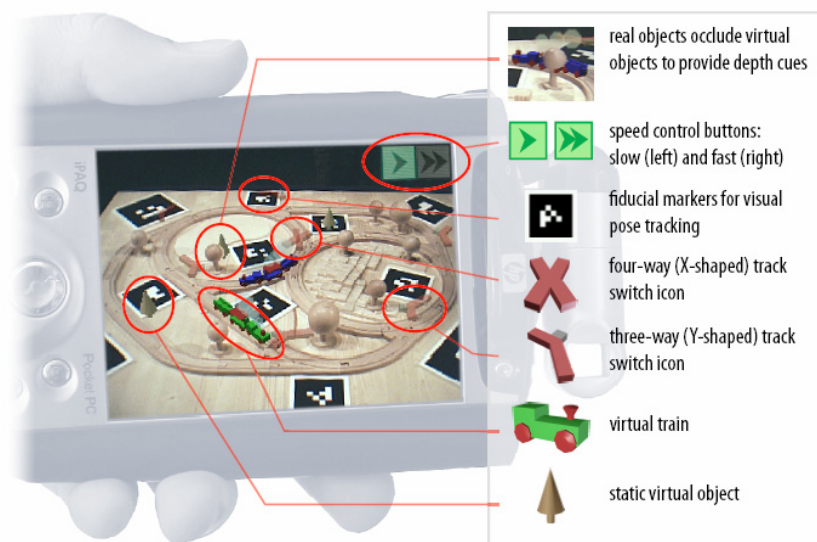 real objects occlude virtual
objects to provide depth cues
speed control buttons:
slow (left) and fast (right)
fiducial markers for visual
pose tracking
four-way (X-shaped) track
switch icon
three-way (Y-shaped) track
switch icon
virtual train
static virtual object
iPAQ
Pocket PC